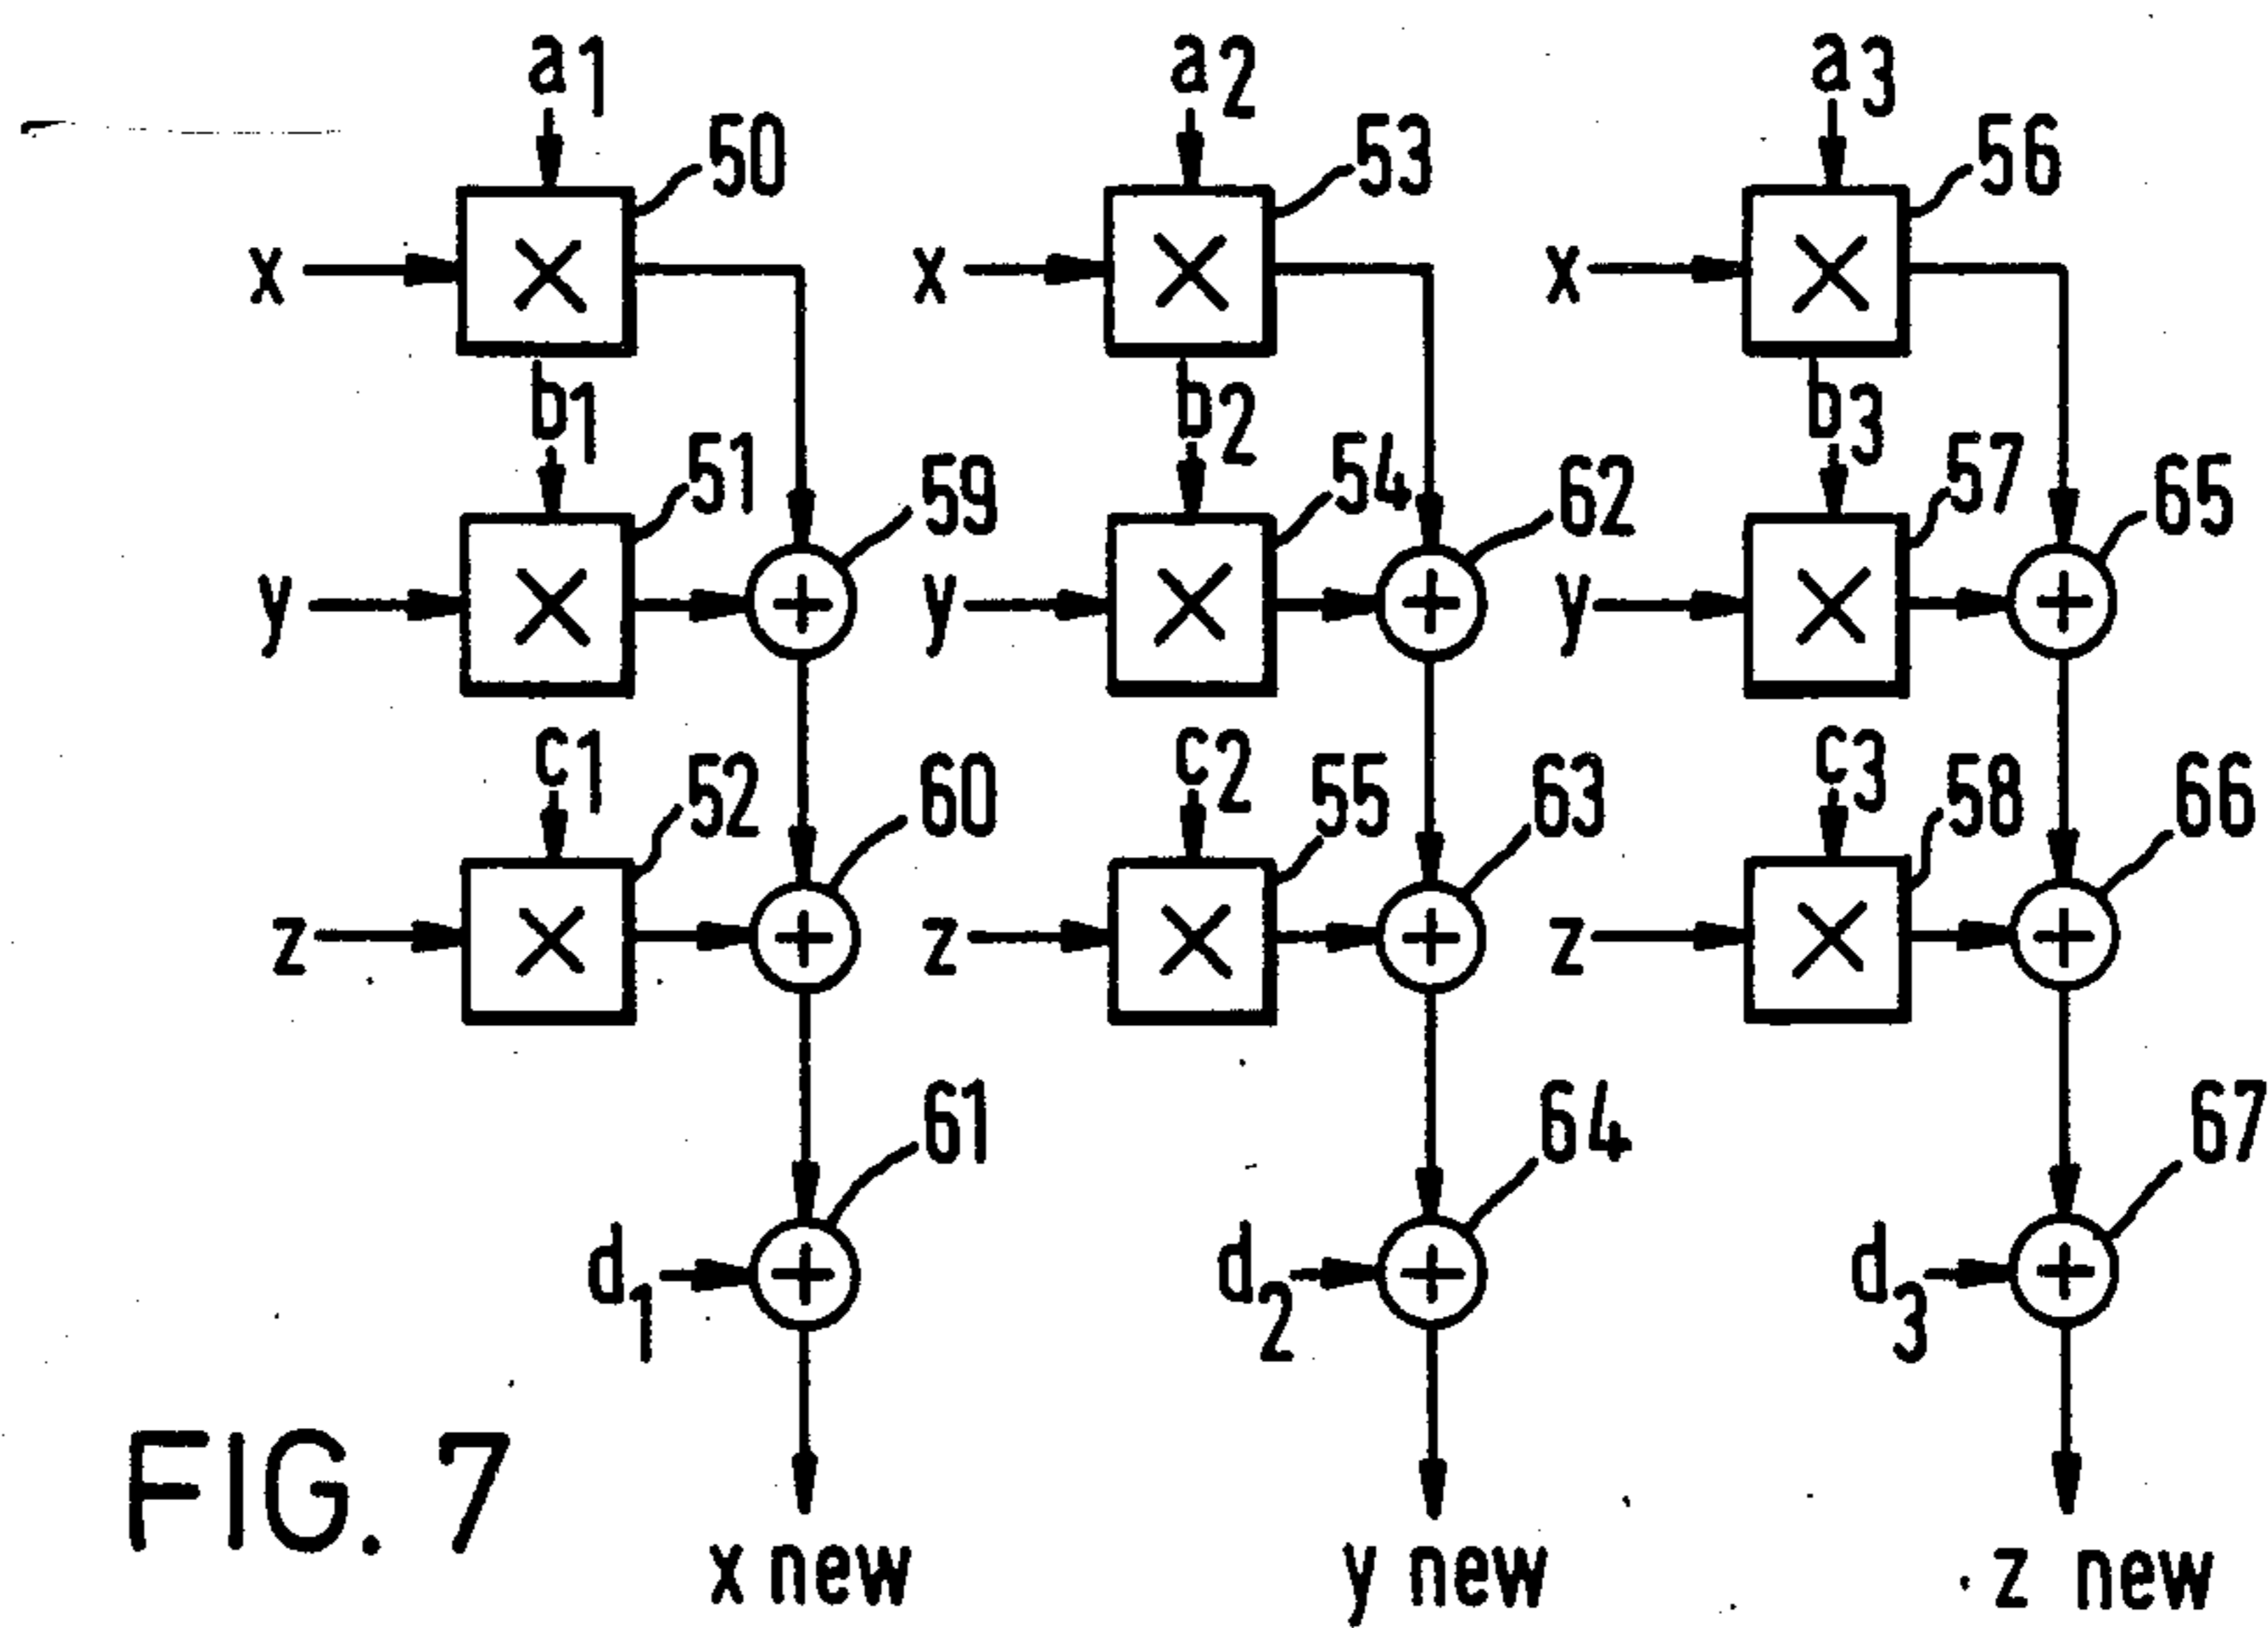 a1 a2 a3
50 53 56
x x x
b1 b2 b3
51 54 57
59 62 65
y y y
c1 c2 c3
52 55 58
60 63 66
z z z
61 64 67
d1 d2 d3
FIG. 7
x new y new z new